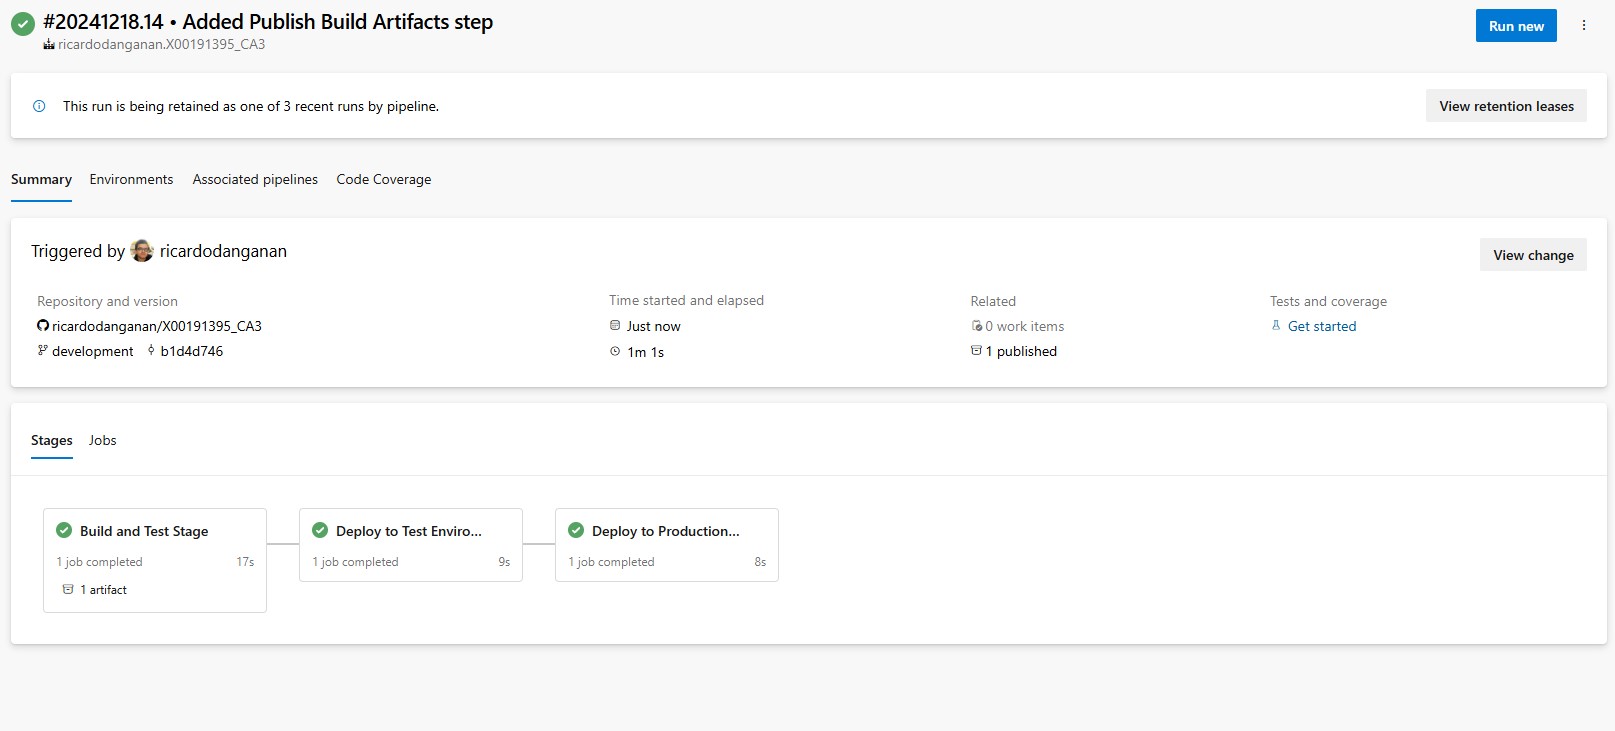 #20241218.14 • Added Publish Build Artifacts step
Run new
ricardodanganan.X00191395_CA3
This run is being retained as one of 3 recent runs by pipeline.
View retention leases
Summary Environments Associated pipelines Code Coverage
Triggered by ricardodanganan
View change
Repository and version
ricardodanganan/X00191395_CA3
development b1d4d746
Time started and elapsed
Just now
1m 1s
Related
0 work items
1 published
Tests and coverage
Get started
Stages Jobs
Build and Test Stage
1 job completed 17s
1 artifact
Deploy to Test Enviro...
1 job completed 9s
Deploy to Production...
1 job completed 8s